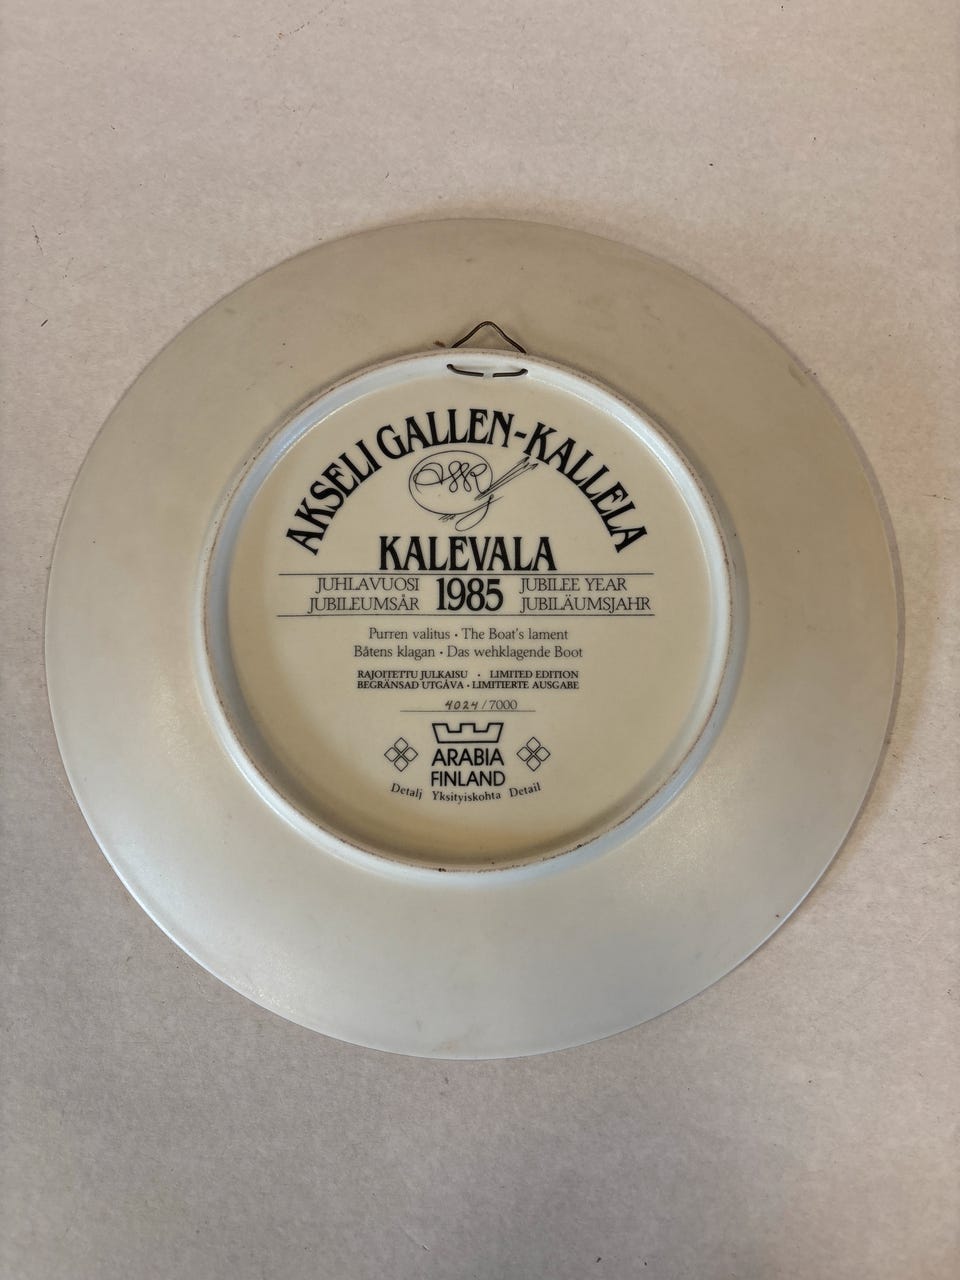 AKSELI GALLEN-KALLELA
KALEVALA
JUHLAVUOSI 1985 JUBILEE YEAR
JUBILEUMSÅR JUBILÄUMSJAHR
Purren valitus · The Boat's lament
Båtens klagan · Das wehklagende Boot
RAJOITETTU JULKAISU · LIMITED EDITION
BEGRÄNSAD UTGÅVA · LIMITIERTE AUSGABE
4024 / 7000
ARABIA
FINLAND
Detalj Yksityiskohta Detail